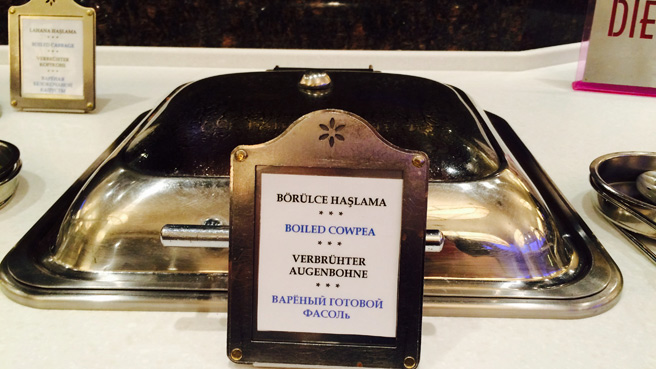 LAHANA HAŞLAMA
* * *
BOILED CABBAGE
* * *
* * *
DIE
BÖRÜLCE HAŞLAMA
* * *
BOILED COWPEA
* * *
VERBRÜHTER
AUGENBOHNE
* * *
ВАРЁНЫЙ ГОТОВОЙ
ФАСОЛЬ